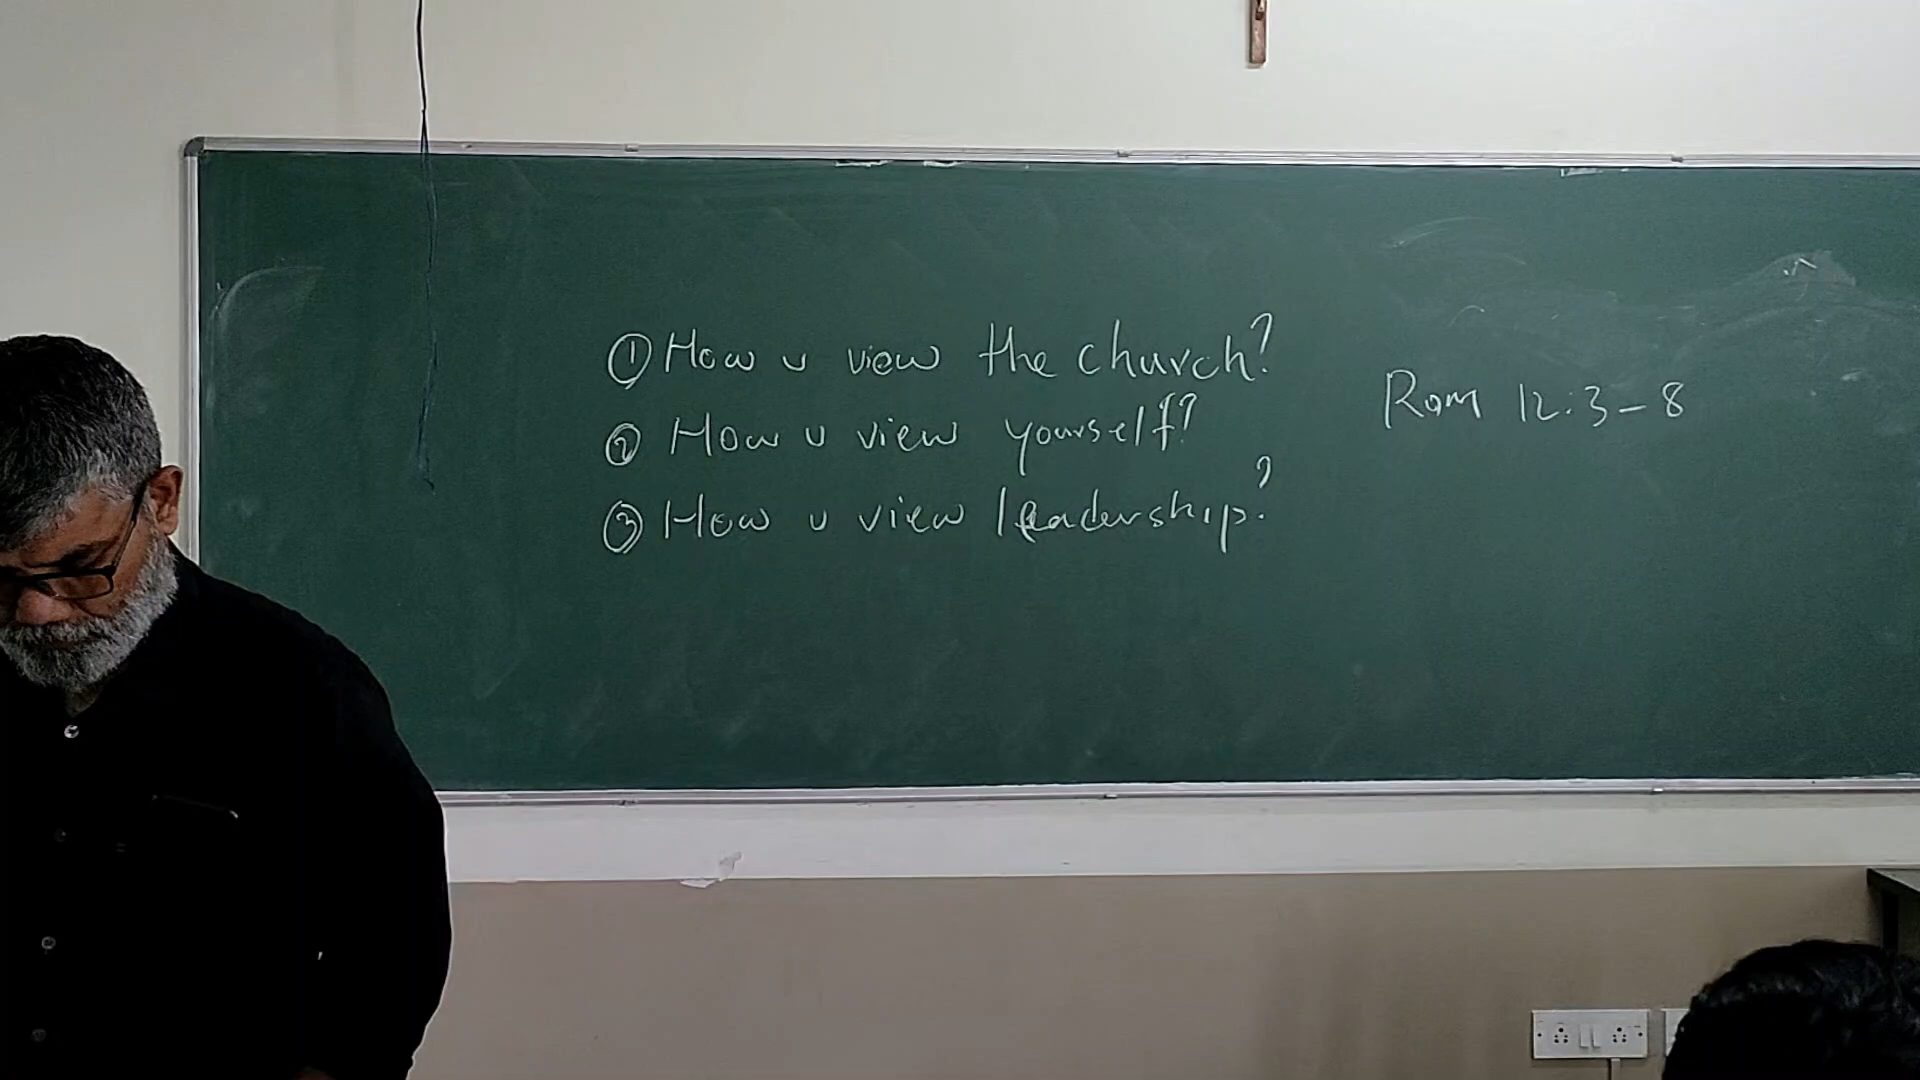 ① How u view the church?
② How u view yourself?
③ How u view leadership?
Rom 12:3-8